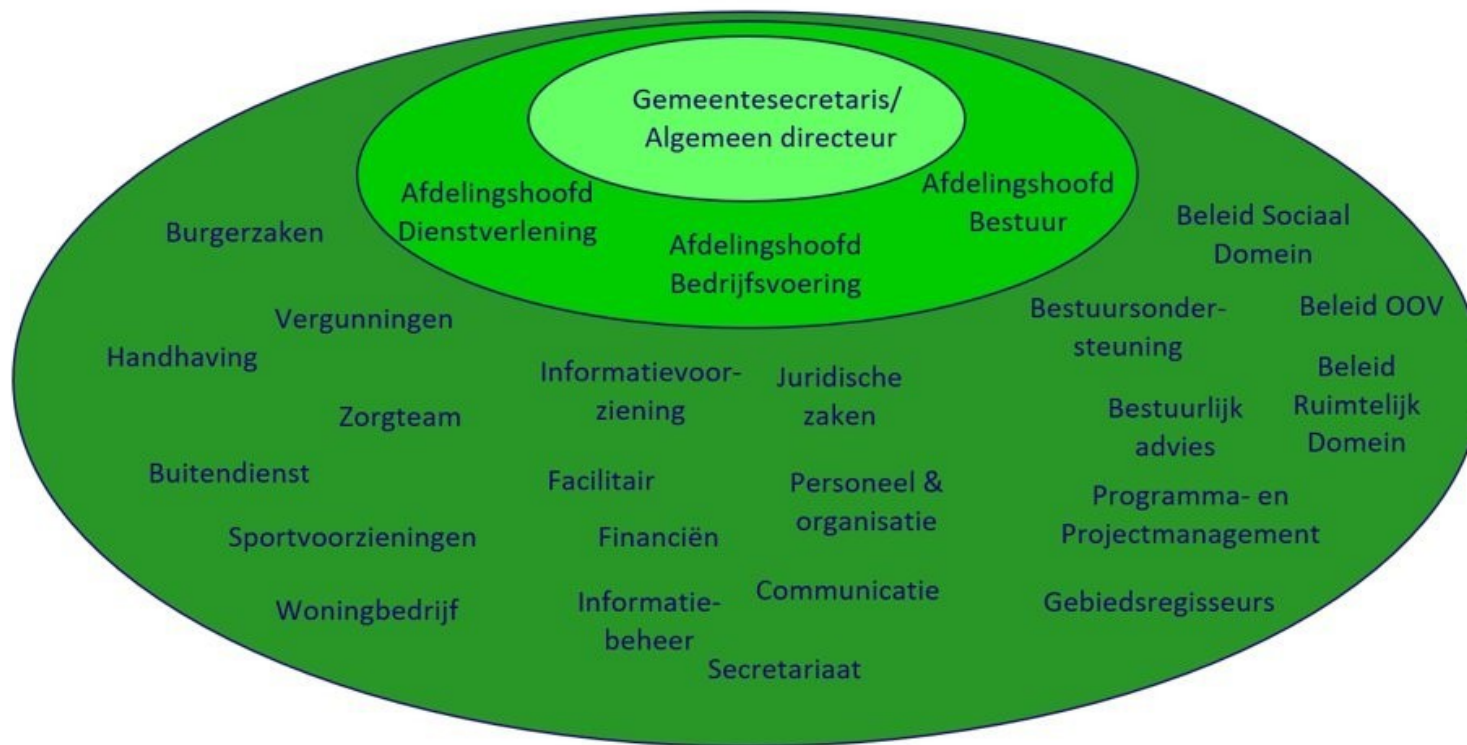 Gemeentesecretaris/
Algemeen directeur
Afdelingshoofd
Dienstverlening
Afdelingshoofd
Bedrijfsvoering
Afdelingshoofd
Bestuur
Burgerzaken
Vergunningen
Handhaving
Zorgteam
Buitendienst
Sportvoorzieningen
Woningbedrijf
Informatievoor-
ziening
Juridische
zaken
Facilitair
Personeel &
organisatie
Financiën
Informatie-
beheer
Communicatie
Secretariaat
Beleid Sociaal
Domein
Bestuursonder-
steuning
Beleid OOV
Bestuurlijk
advies
Beleid
Ruimtelijk
Domein
Programma- en
Projectmanagement
Gebiedsregisseurs